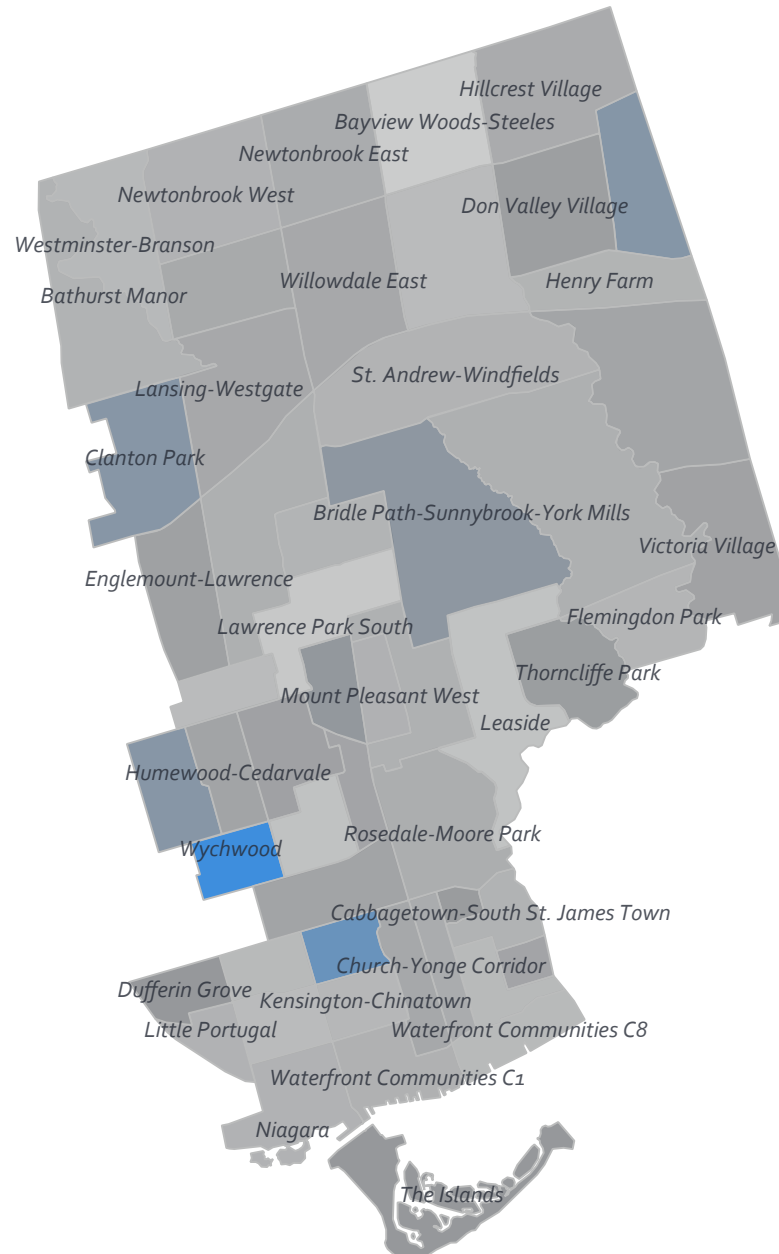 Hillcrest Village
Bayview Woods-Steeles
Newtonbrook East
Newtonbrook West
Don Valley Village
Westminster-Branson
Willowdale East
Henry Farm
Bathurst Manor
St. Andrew-Windfields
Lansing-Westgate
Clanton Park
Bridle Path-Sunnybrook-York Mills
Victoria Village
Englemount-Lawrence
Flemingdon Park
Lawrence Park South
Thorncliffe Park
Mount Pleasant West
Leaside
Humewood-Cedarvale
Rosedale-Moore Park
Wychwood
Cabbagetown-South St. James Town
Church-Yonge Corridor
Dufferin Grove
Kensington-Chinatown
Little Portugal
Waterfront Communities C8
Waterfront Communities C1
Niagara
The Islands